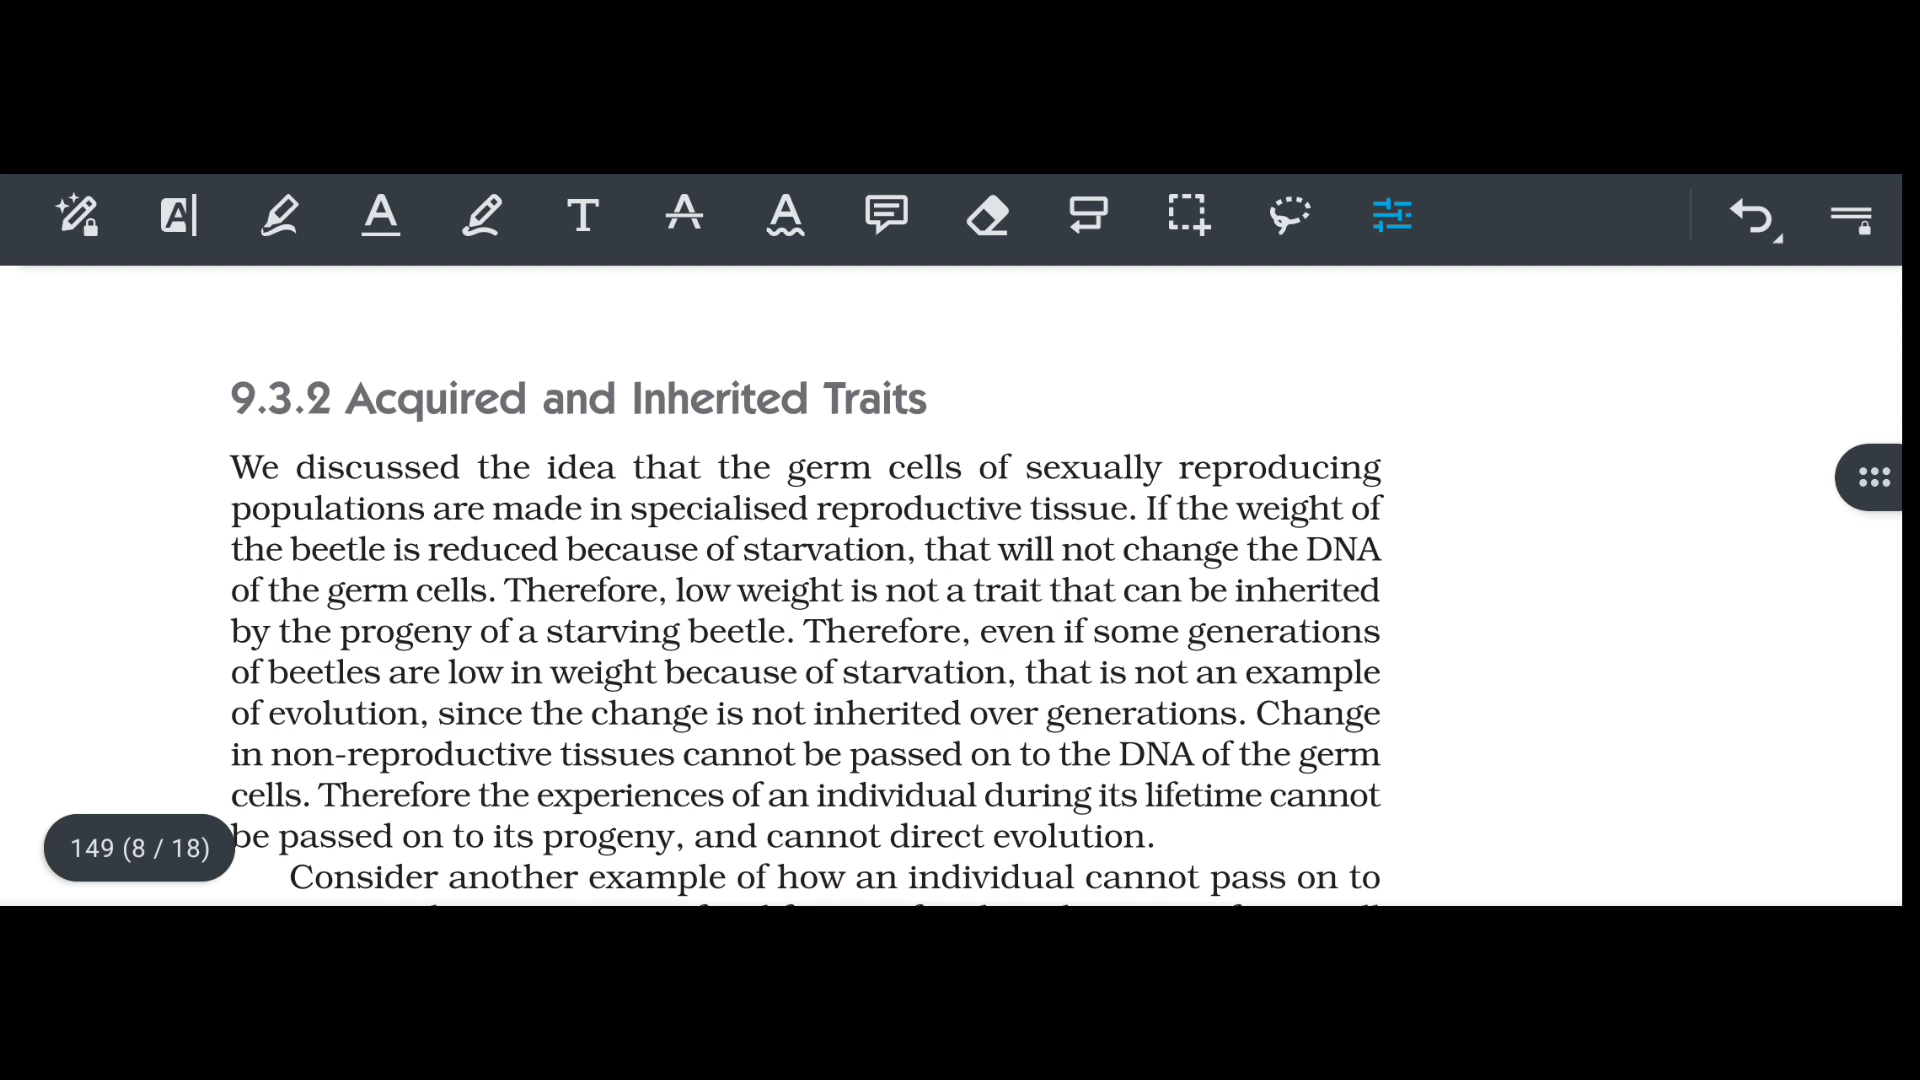 9.3.2 Acquired and Inherited Traits
We discussed the idea that the germ cells of sexually reproducing
populations are made in specialised reproductive tissue. If the weight of
the beetle is reduced because of starvation, that will not change the DNA
of the germ cells. Therefore, low weight is not a trait that can be inherited
by the progeny of a starving beetle. Therefore, even if some generations
of beetles are low in weight because of starvation, that is not an example
of evolution, since the change is not inherited over generations. Change
in non-reproductive tissues cannot be passed on to the DNA of the germ
cells. Therefore the experiences of an individual during its lifetime cannot
be passed on to its progeny, and cannot direct evolution.
149 (8 / 18)
Consider another example of how an individual cannot pass on to